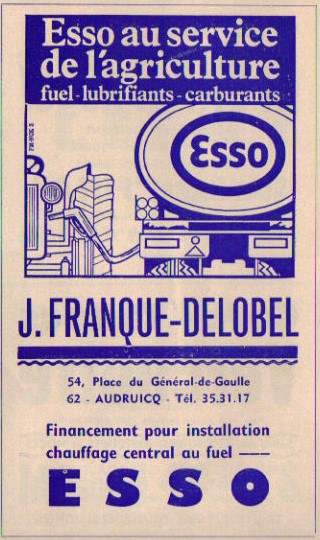 Esso au service
de l'agriculture
fuel-lubrifiants-carburants
Esso
J. FRANQUE-DELOBEL
54, Place du Général-de-Gaulle
62 - AUDRUICQ - Tél. 35.31.17
Financement pour installation
chauffage central au fuel —
ESSO